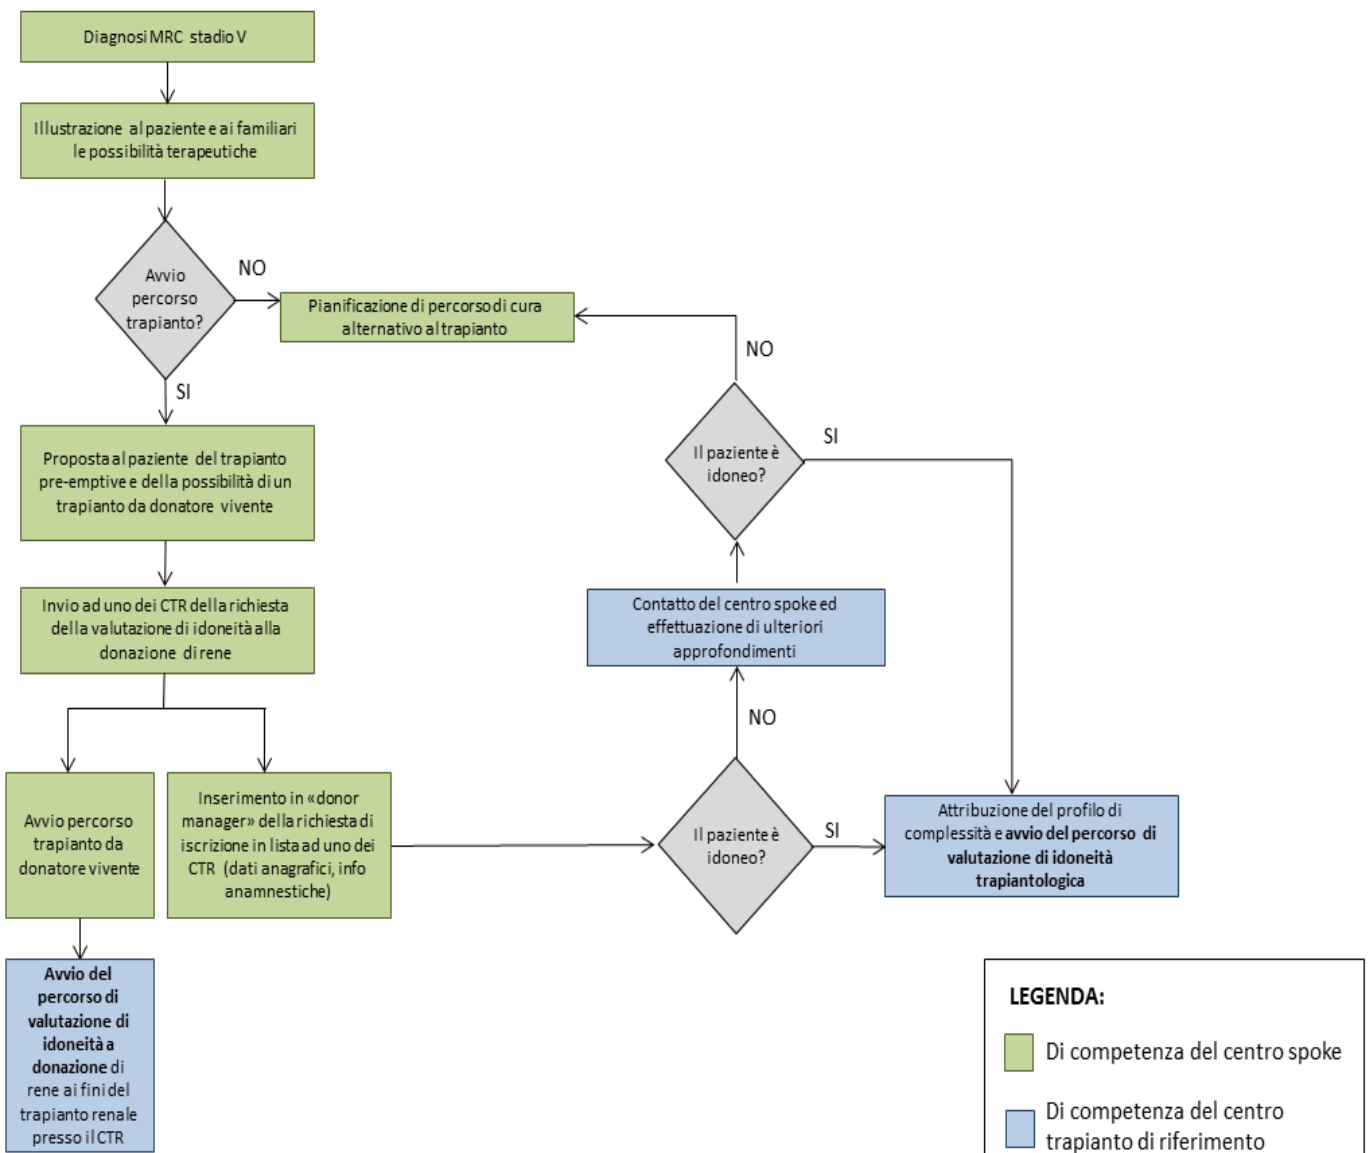 Diagnosi MRC stadio V
Illustrazione al paziente e ai familiari
le possibilità terapeutiche
Avvio
percorso
trapianto?
NO
Pianificazione di percorso di cura
alternativo al trapianto
SI
Proposta al paziente del trapianto
pre-emptive e della possibilità di un
trapianto da donatore vivente
Invio ad uno dei CTR della richiesta
della valutazione di idoneità alla
donazione di rene
Avvio percorso
trapianto da
donatore vivente
Inserimento in «donor
manager» della richiesta di
iscrizione in lista ad uno dei
CTR (dati anagrafici, info
anamnestiche)
Avvio del
percorso di
valutazione di
idoneità a
donazione di
rene ai fini del
trapianto renale
presso il CTR
Il paziente è
idoneo?
NO
SI
Contatto del centro spoke ed
effettuazione di ulteriori
approfondimenti
Il paziente è
idoneo?
NO
SI
Attribuzione del profilo di
complessità e avvio del percorso di
valutazione di idoneità
trapiantologica
LEGENDA:
Di competenza del centro spoke
Di competenza del centro
trapianto di riferimento